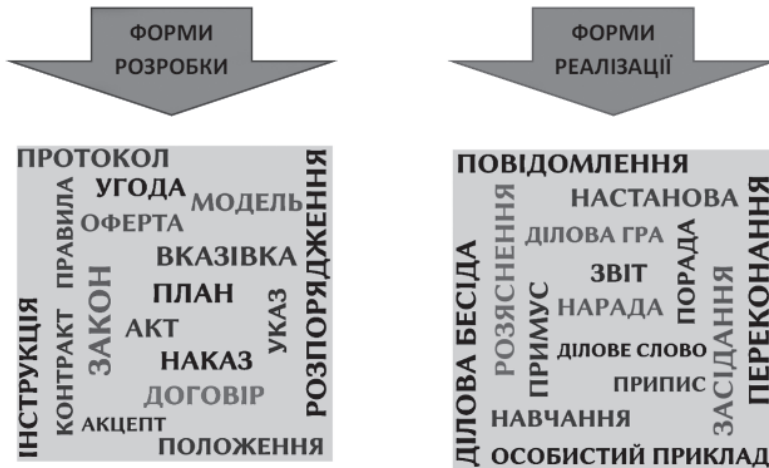 ФОРМИ
РОЗРОБКИ
ФОРМИ
РЕАЛІЗАЦІЇ
ПРОТОКОЛ
УГОДА
МОДЕЛЬ
ОФЕРТА
ПРАВИЛА
ВКАЗІВКА
ЗАКОН
ПЛАН
УКАЗ
АКТ
РОЗПОРЯДЖЕННЯ
ІНСТРУКЦІЯ
КОНТРАКТ
НАКАЗ
ДОГОВІР
АКЦЕПТ
ПОЛОЖЕННЯ
ПОВІДОМЛЕННЯ
НАСТАНОВА
РОЗЯСНЕННЯ
ДІЛОВА ГРА
ПОРАДА
ПЕРЕКОНАННЯ
ЗВІТ
ДІЛОВА БЕСІДА
ПРИМУС
НАРАДА
ЗАСІДАННЯ
ДІЛОВЕ СЛОВО
ПРИПИС
НАВЧАННЯ
ОСОБИСТИЙ ПРИКЛАД